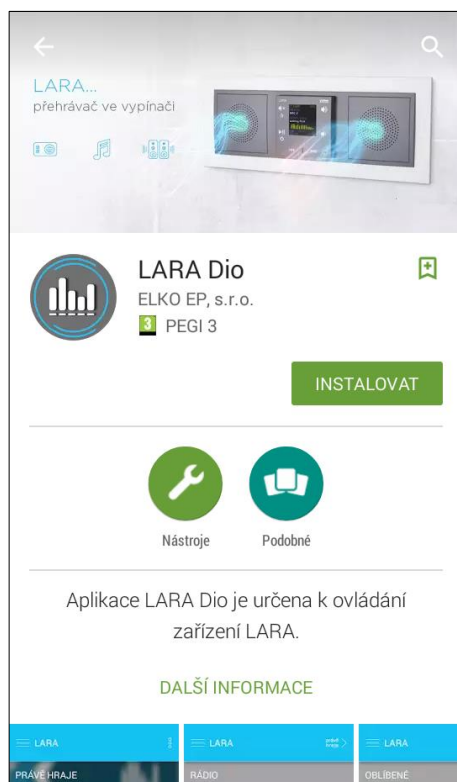 LARA...
přehrávač ve vypínači
LARA Dio
ELKO EP, s.r.o.
3 PEGI 3
INSTALOVAT
Nástroje
Podobné
Aplikace LARA Dio je určena k ovládání
zařízení LARA.
DALŠÍ INFORMACE
LARA
LARA
LARA
PRÁVĚ HRAJE
RÁDIO
OBLÍBENÉ